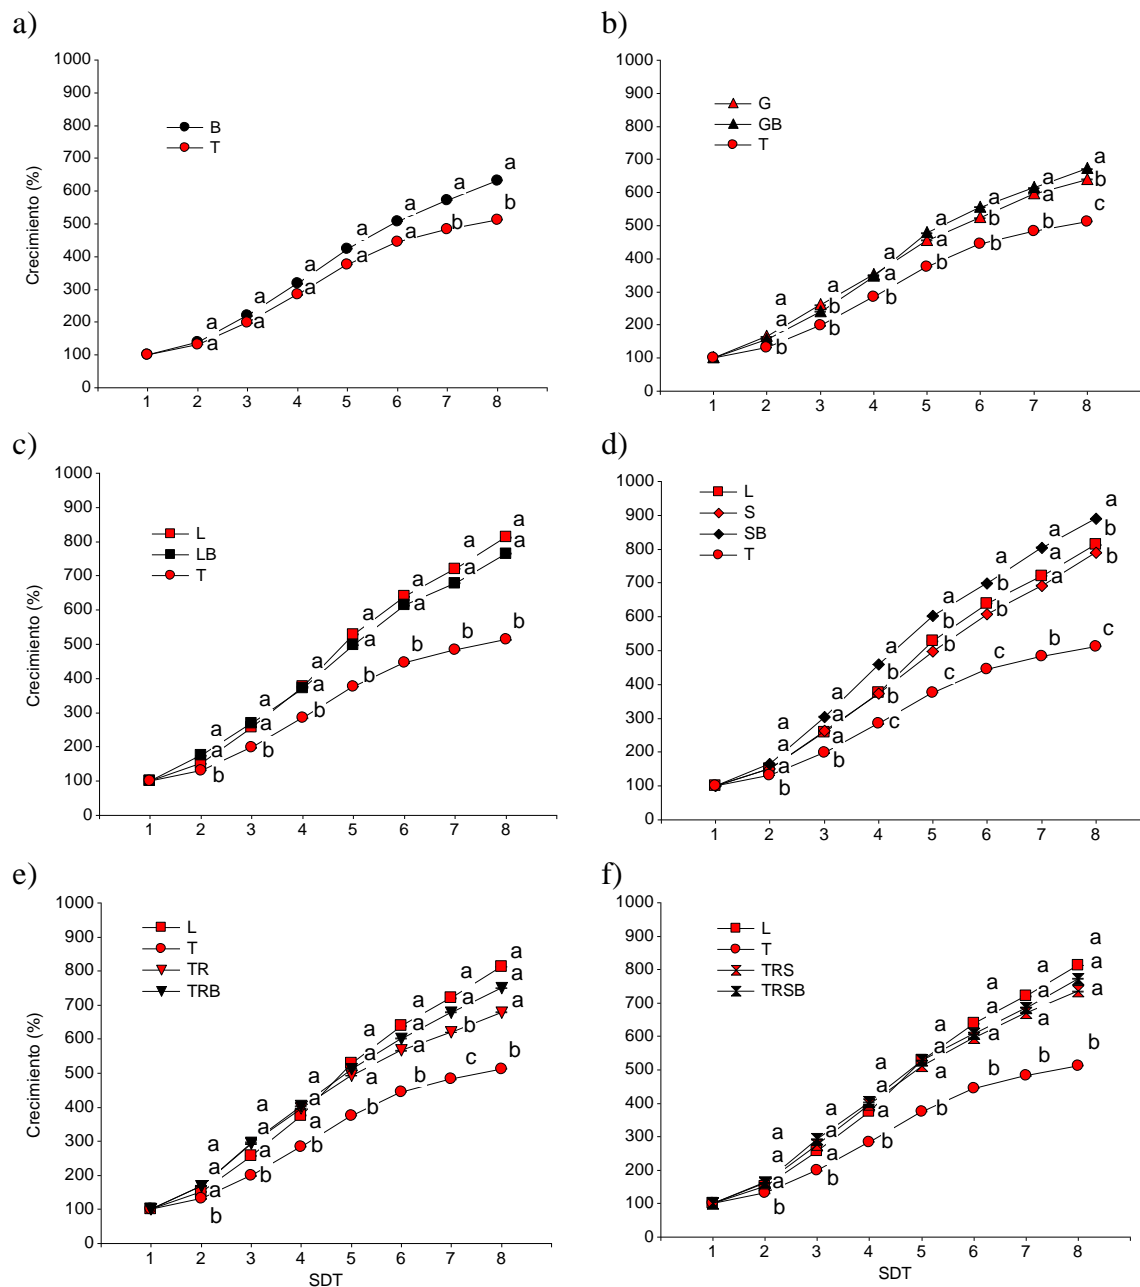 a)
Crecimiento (%)
1000
900
800
700
600
500
400
300
200
100
0
B
T
a a a a a a a
a a a a a b b
1 2 3 4 5 6 7 8
b)
1000
900
800
700
600
500
400
300
200
100
0
G
GB
T
a a a a a a a
a b a a b a b
b b b b b b c
1 2 3 4 5 6 7 8
c)
Crecimiento (%)
1000
900
800
700
600
500
400
300
200
100
0
L
LB
T
a a a a a a a
a a a a a a a
b b b b b b b
1 2 3 4 5 6 7 8
d)
1000
900
800
700
600
500
400
300
200
100
0
L
S
SB
T
a a a a a a a
a a b b b a b
a a b b b a b
b b c c c b c
1 2 3 4 5 6 7 8
e)
Crecimiento (%)
1000
900
800
700
600
500
400
300
200
100
0
L
T
TR
TRB
a a a a a a a
a a a a a a a
a a a a a b a
b b b b b c b
1 2 3 4 5 6 7 8
SDT
f)
1000
900
800
700
600
500
400
300
200
100
0
L
T
TRS
TRSB
a a a a a a a
a a a a a a a
a a a a a a a
b b b b b b b
1 2 3 4 5 6 7 8
SDT